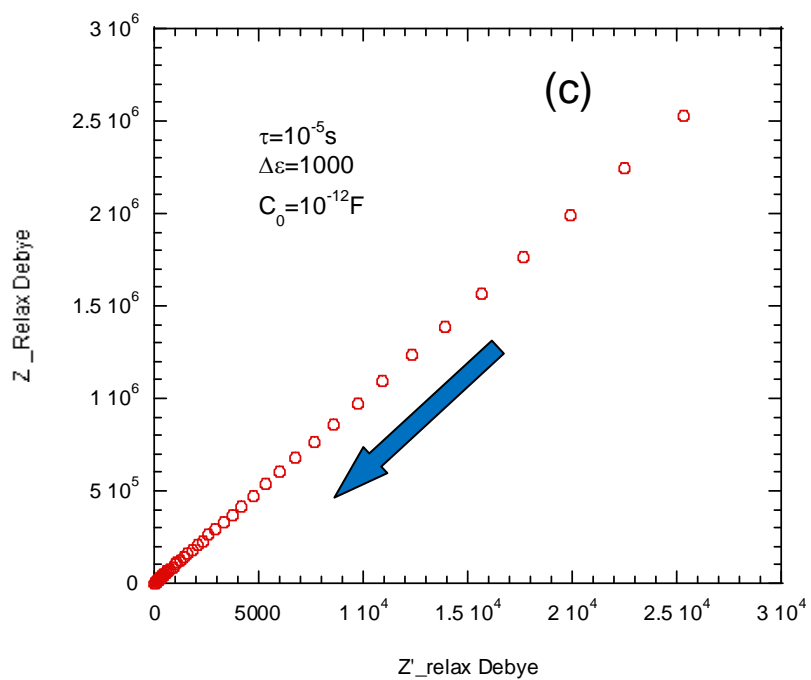 3 10⁶
(c)
2.5 10⁶
τ=10⁻⁵s
Δε=1000
2 10⁶
C₀=10⁻¹²F
Z _Relax Debye
1.5 10⁶
1 10⁶
5 10⁵
0
0 5000 1 10⁴ 1.5 10⁴ 2 10⁴ 2.5 10⁴ 3 10⁴
Z'_relax Debye